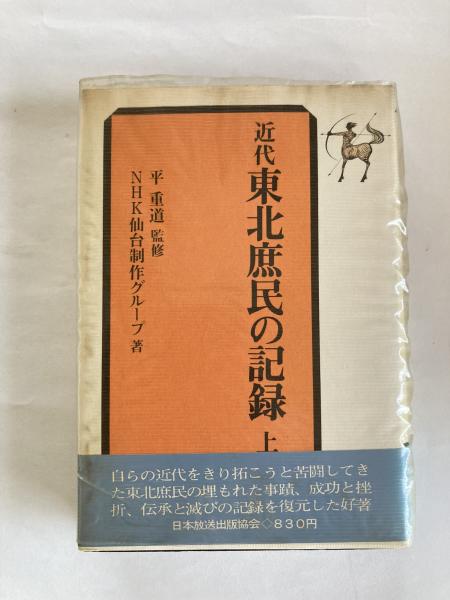 近代
東北庶民の記録 上
平 重道 監修
NHK仙台制作グループ 著
自らの近代をきり拓こうと苦闘してき
た東北庶民の埋もれた事蹟、成功と挫
折、伝承と滅びの記録を復元した好著
日本放送出版協会◇830円